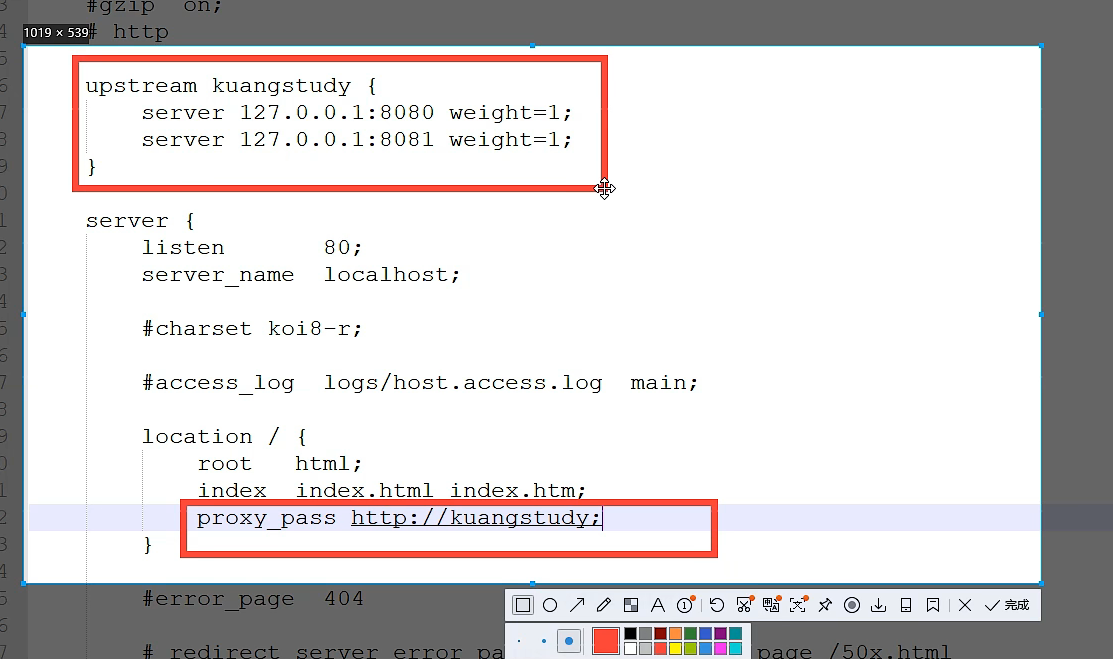 #gzip  on;
1019 × 539
# http
upstream kuangstudy {
    server 127.0.0.1:8080 weight=1;
    server 127.0.0.1:8081 weight=1;
}
server {
    listen       80;
    server_name  localhost;
    #charset koi8-r;
    #access_log  logs/host.access.log  main;
    location / {
        root   html;
        index  index.html index.htm;
        proxy_pass http://kuangstudy;
    }
    #error_page  404
完成
    # redirect server error pa page /50x.html